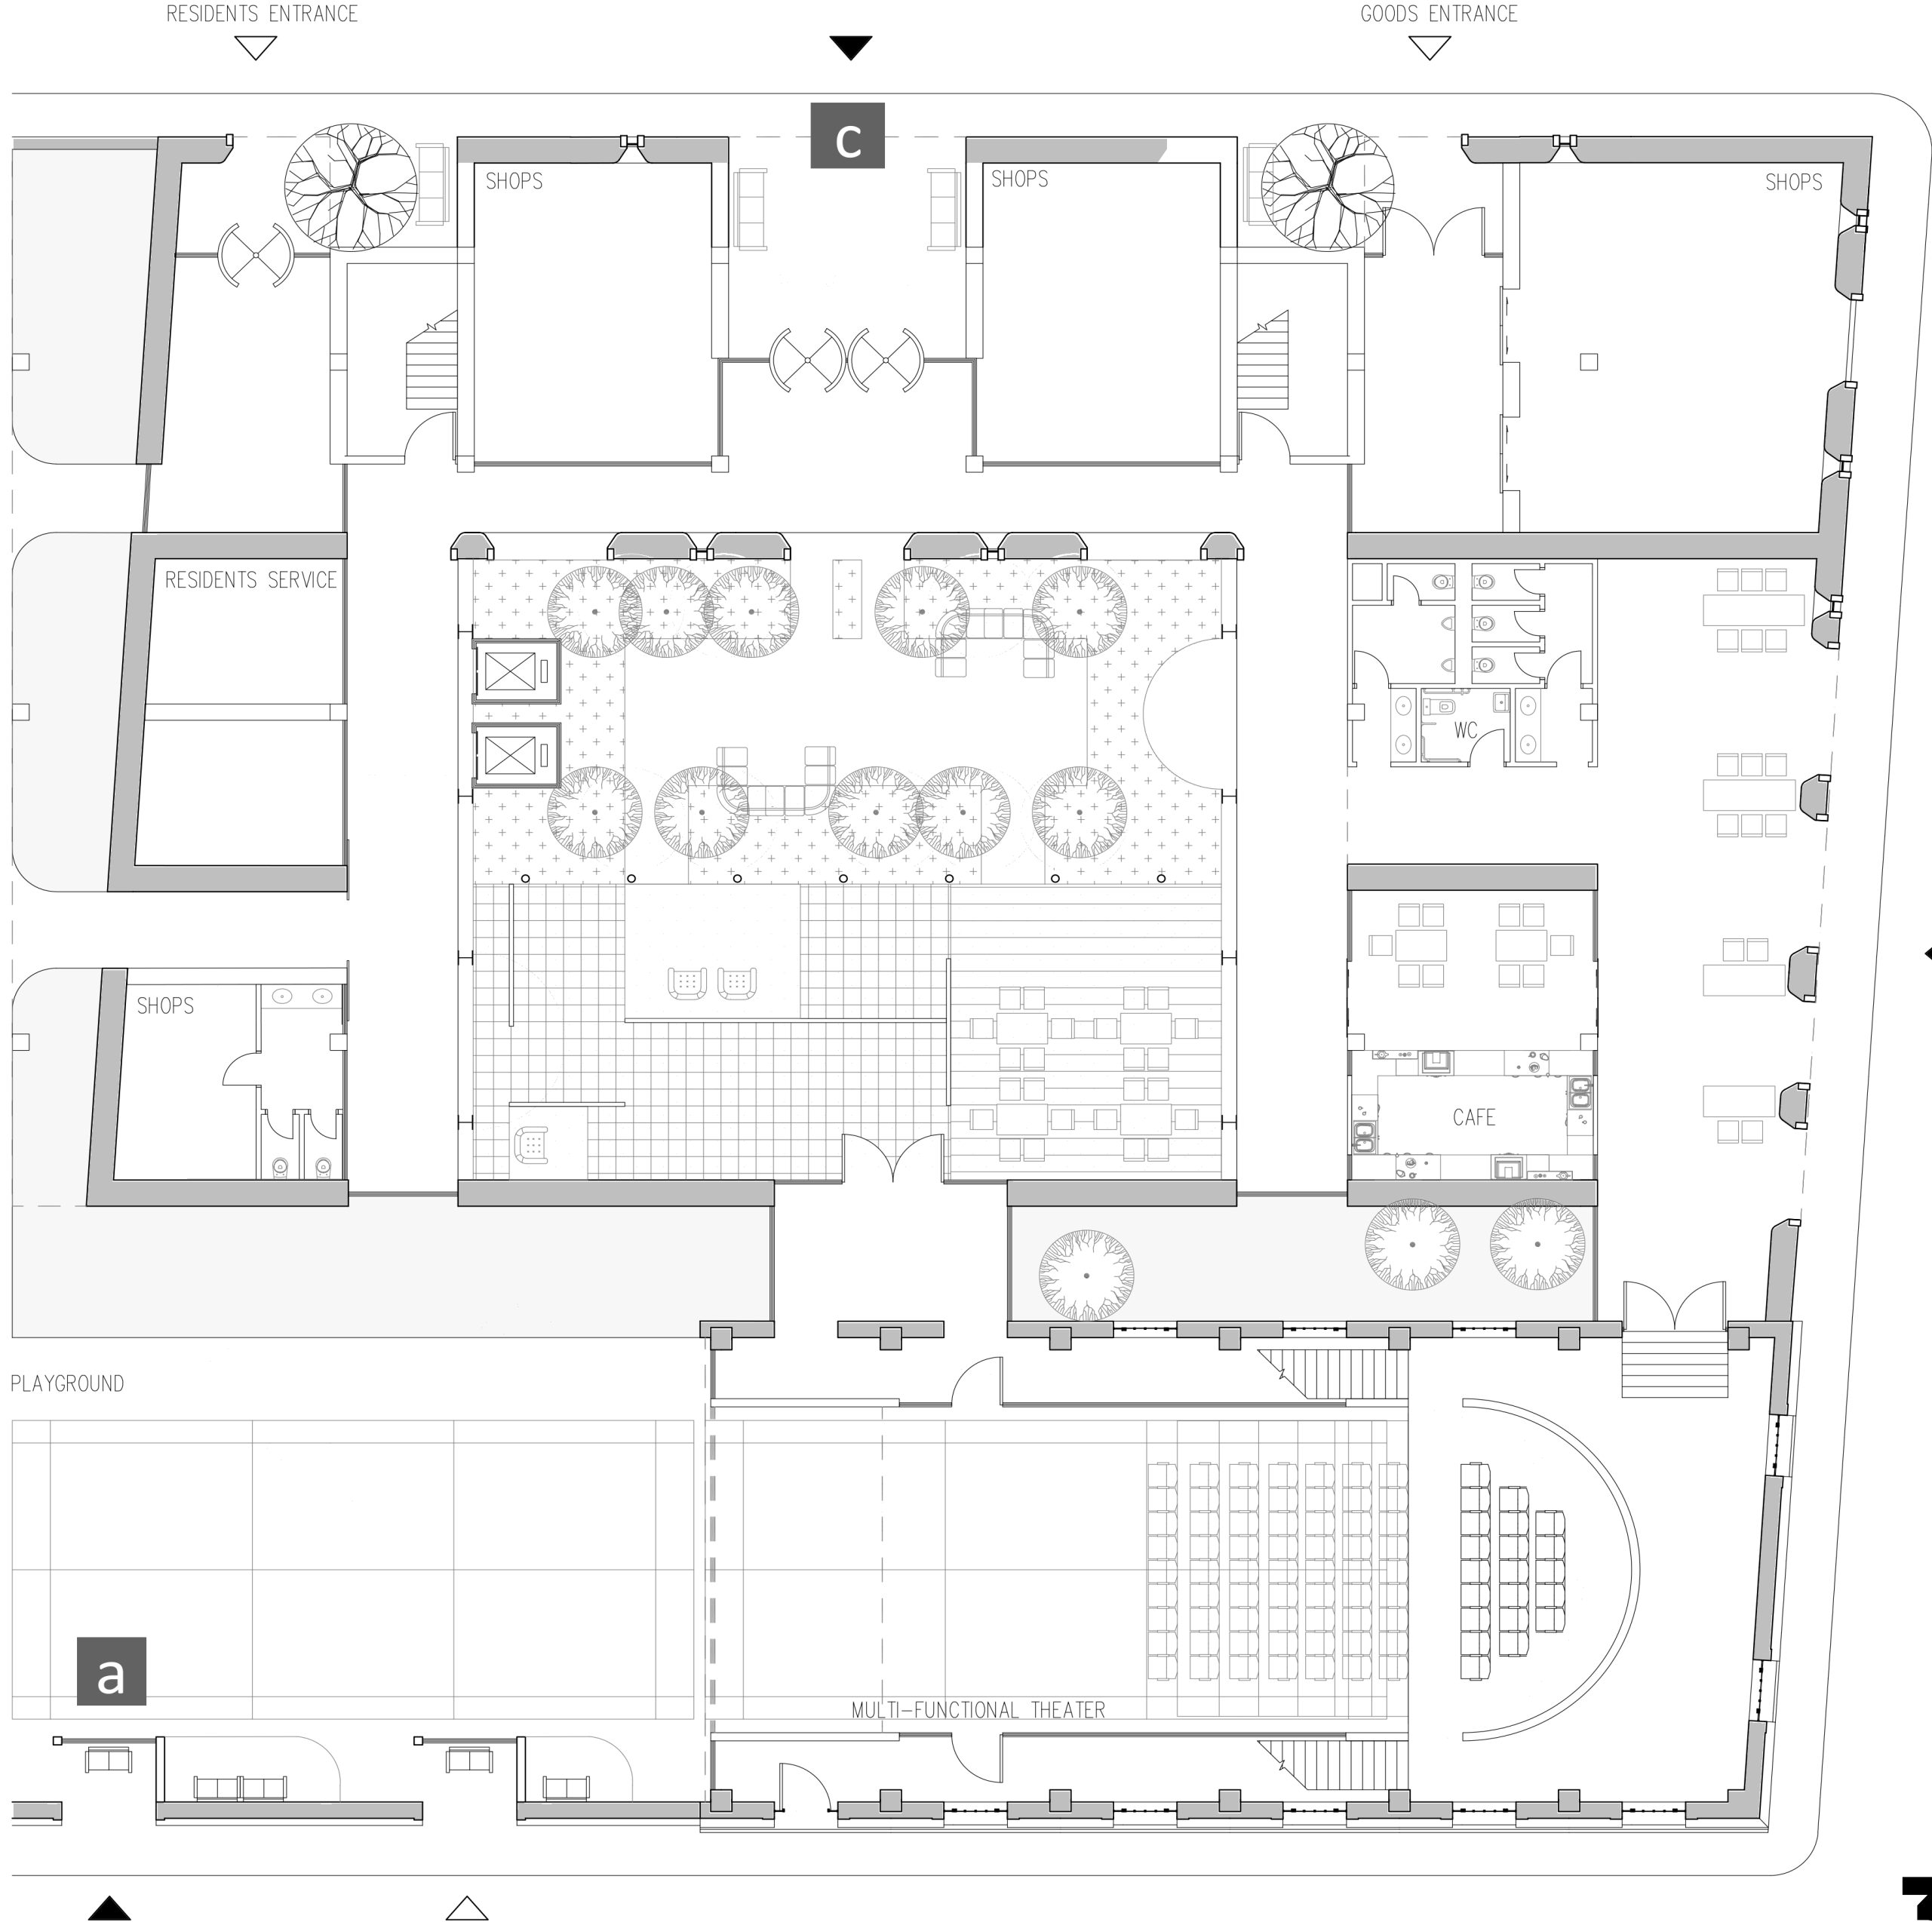 RESIDENTS ENTRANCE
GOODS ENTRANCE
c
SHOPS
SHOPS
SHOPS
RESIDENTS SERVICE
WC
SHOPS
CAFE
PLAYGROUND
a
MULTI-FUNCTIONAL THEATER